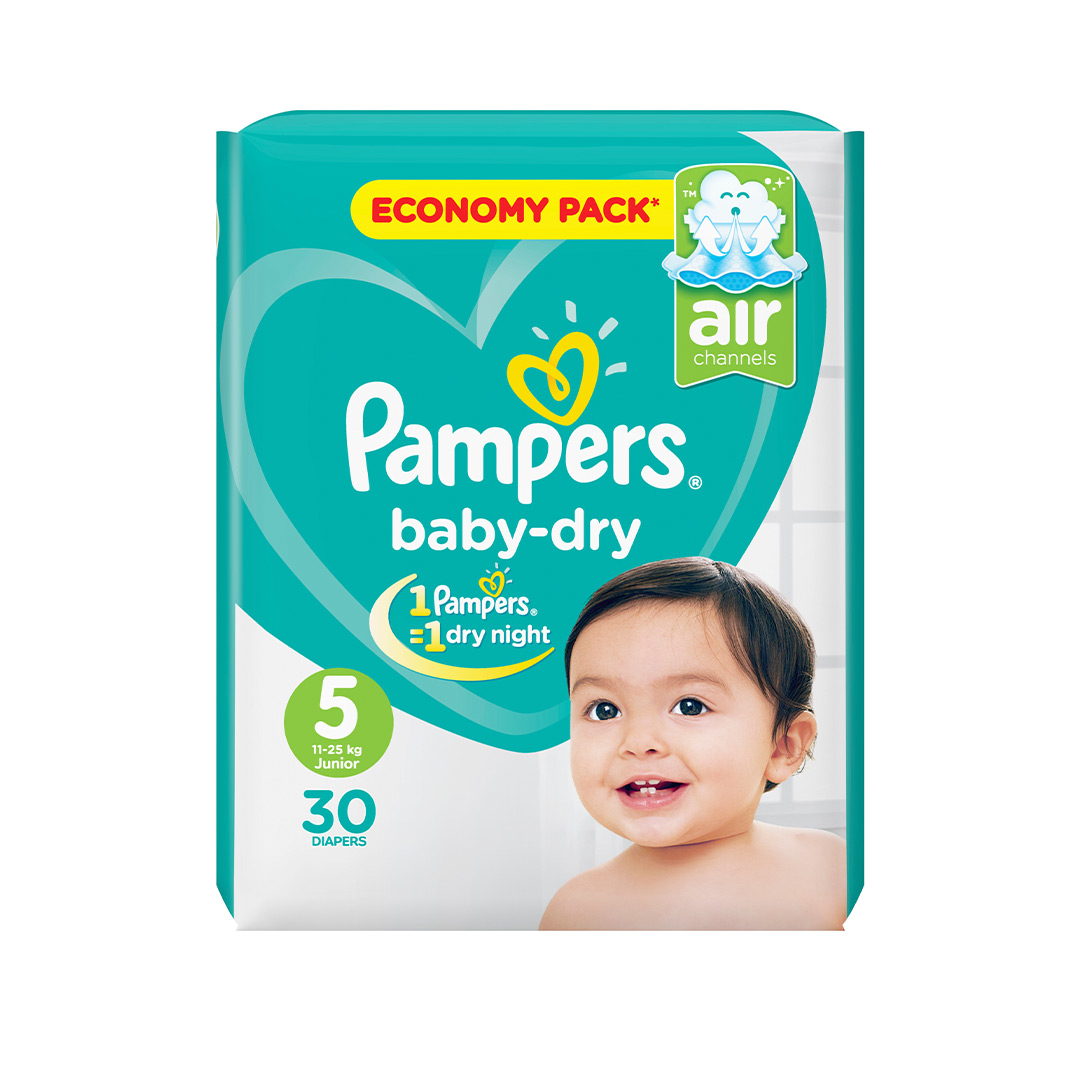 ECONOMY PACK*
TM
air
channels
Pampers®
baby-dry
1 Pampers®
=1 dry night
5
11-25 kg
Junior
30
DIAPERS